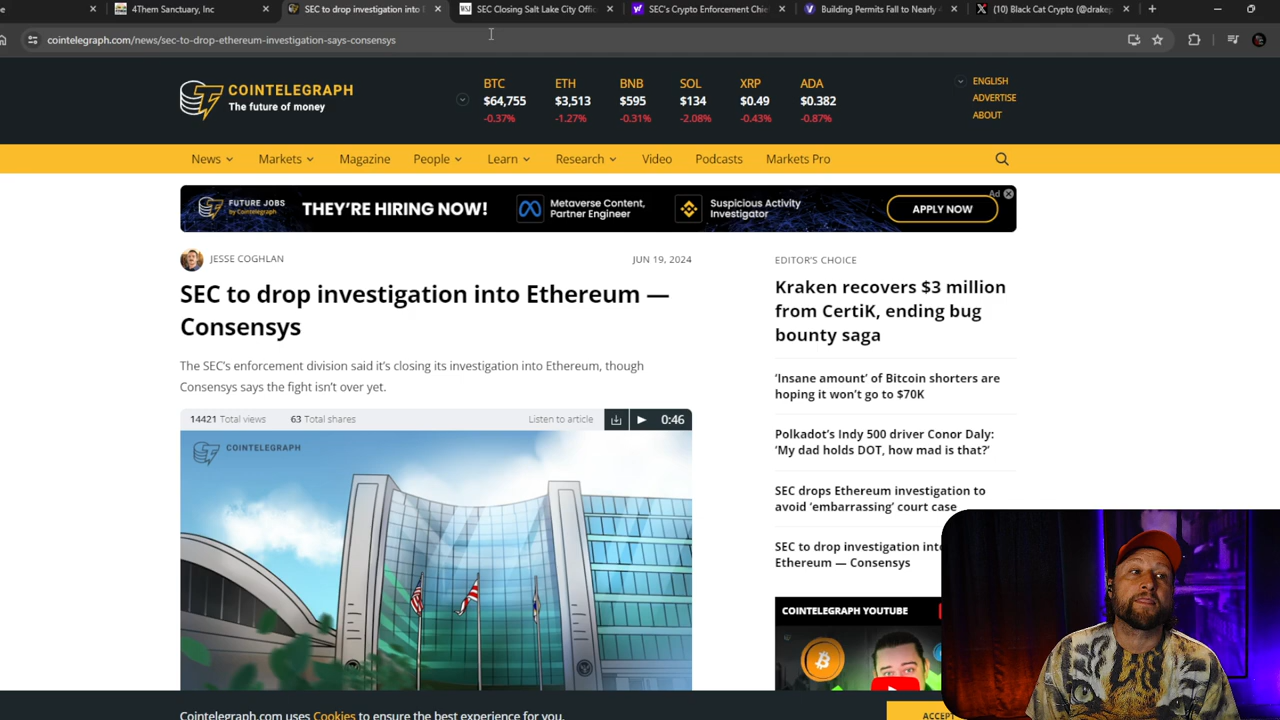 4Them Sanctuary, Inc
SEC to drop investigation into E
WSJ
SEC Closing Salt Lake City Offic
SEC's Crypto Enforcement Chie
Building Permits Fall to Nearly 4
(10) Black Cat Crypto (@drakep
cointelegraph.com/news/sec-to-drop-ethereum-investigation-says-consensys
COINTELEGRAPH
The future of money
BTC
$64,755
-0.37%
ETH
$3,513
-1.27%
BNB
$595
-0.31%
SOL
$134
-2.08%
XRP
$0.49
-0.43%
ADA
$0.382
-0.87%
ENGLISH
ADVERTISE
ABOUT
News
Markets
Magazine
People
Learn
Research
Video
Podcasts
Markets Pro
FUTURE JOBS
by Cointelegraph
THEY'RE HIRING NOW!
Metaverse Content,
Partner Engineer
Suspicious Activity
Investigator
Ad
APPLY NOW
JESSE COGHLAN
JUN 19, 2024
SEC to drop investigation into Ethereum —
Consensys
The SEC's enforcement division said it's closing its investigation into Ethereum, though
Consensys says the fight isn't over yet.
14421 Total views
63 Total shares
Listen to article
0:46
COINTELEGRAPH
EDITOR'S CHOICE
Kraken recovers $3 million
from CertiK, ending bug
bounty saga
'Insane amount' of Bitcoin shorters are
hoping it won't go to $70K
Polkadot's Indy 500 driver Conor Daly:
'My dad holds DOT, how mad is that?'
SEC drops Ethereum investigation to
avoid 'embarrassing' court case
SEC to drop investigation into
Ethereum — Consensys
COINTELEGRAPH YOUTUBE
Cointelegraph.com uses Cookies to ensure the best experience for you.
ACCEPT